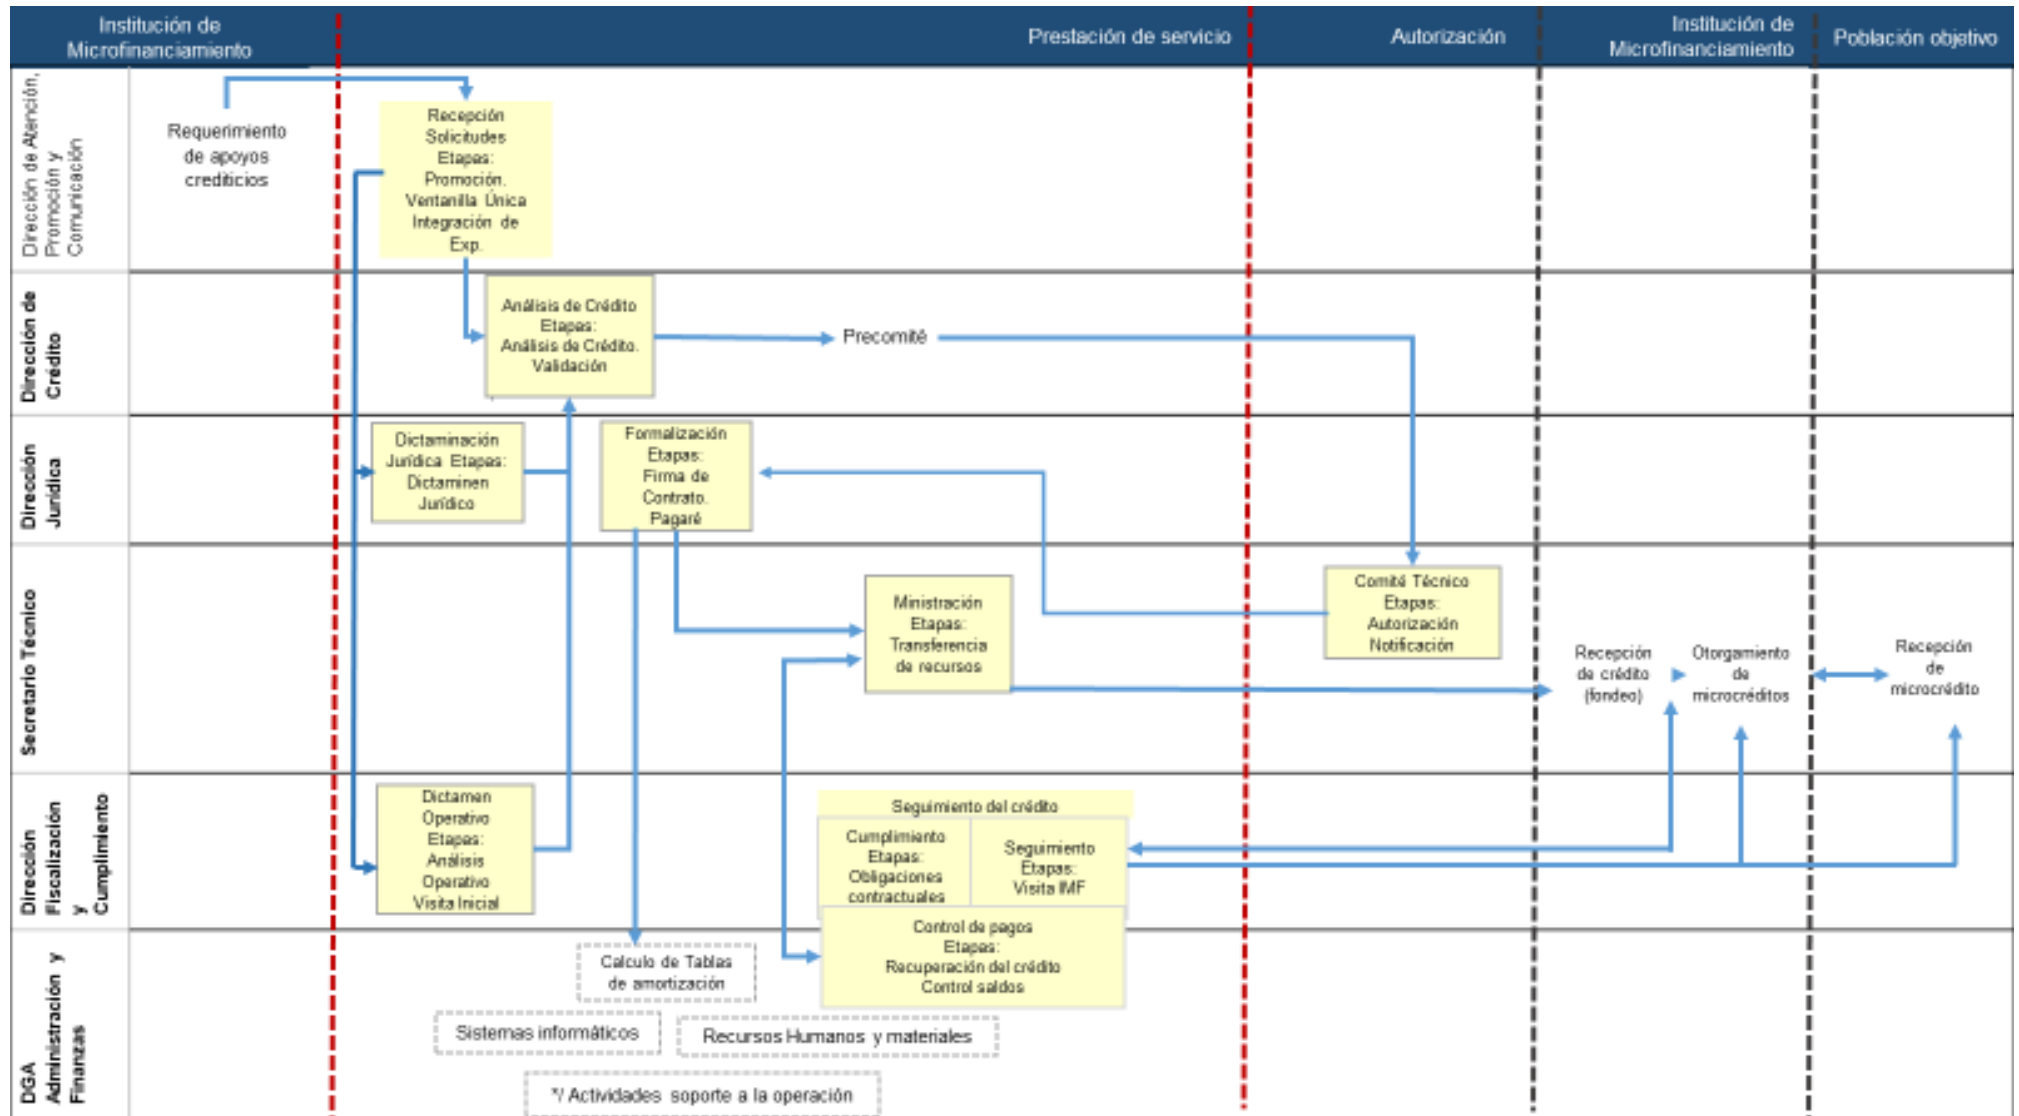 Institución de
Microfinanciamiento
Prestación de servicio
Autorización
Institución de
Microfinanciamiento
Población objetivo
Dirección de Atención,
Promoción y
Comunicación
Requerimiento
de apoyos
crediticios
Recepción
Solicitudes
Etapas:
Promoción.
Ventanilla Única
Integración de
Exp.
Dirección de
Crédito
Análisis de Crédito
Etapas:
Análisis de Crédito.
Validación
Precomité
Dirección
Jurídica
Dictaminación
Jurídica Etapas:
Dictaminen
Jurídico
Formalización
Etapas:
Firma de
Contrato.
Pagaré
Secretario Técnico
Ministración
Etapas:
Transferencia
de recursos
Comité Técnico
Etapas:
Autorización
Notificación
Recepción
de crédito
(fondeo)
Otorgamiento
de
microcréditos
Recepción
de
microcrédito
Dirección
Fiscalización
y
Cumplimiento
Dictamen
Operativo
Etapas:
Análisis
Operativo
Visita Inicial
Seguimiento del crédito
Cumplimiento
Etapas:
Obligaciones
contractuales
Seguimiento
Etapas:
Visita IMF
DGA
Administración y
Finanzas
Control de pagos
Etapas:
Recuperación del crédito
Control saldos
Calculo de Tablas
de amortización
Sistemas informáticos
Recursos Humanos y materiales
*/ Actividades soporte a la operación